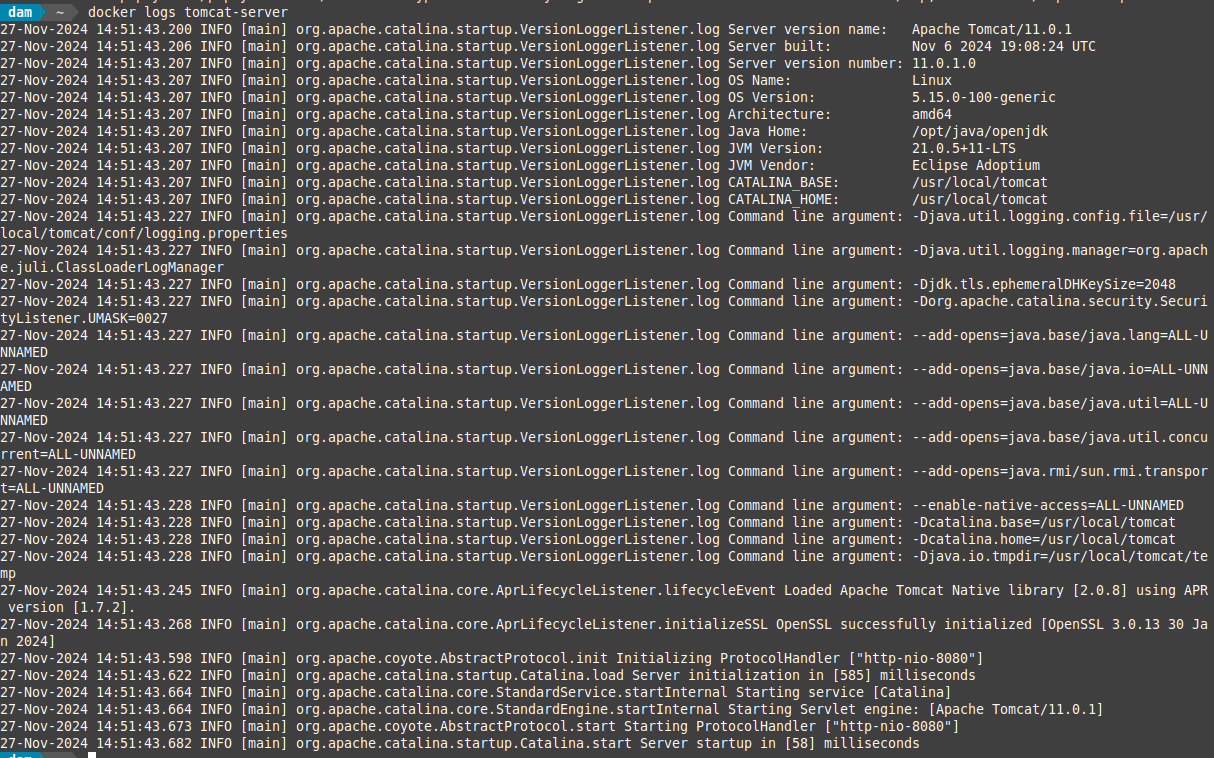 dam ~ docker logs tomcat-server
27-Nov-2024 14:51:43.200 INFO [main] org.apache.catalina.startup.VersionLoggerListener.log Server version name:   Apache Tomcat/11.0.1
27-Nov-2024 14:51:43.206 INFO [main] org.apache.catalina.startup.VersionLoggerListener.log Server built:          Nov 6 2024 19:08:24 UTC
27-Nov-2024 14:51:43.207 INFO [main] org.apache.catalina.startup.VersionLoggerListener.log Server version number: 11.0.1.0
27-Nov-2024 14:51:43.207 INFO [main] org.apache.catalina.startup.VersionLoggerListener.log OS Name:               Linux
27-Nov-2024 14:51:43.207 INFO [main] org.apache.catalina.startup.VersionLoggerListener.log OS Version:            5.15.0-100-generic
27-Nov-2024 14:51:43.207 INFO [main] org.apache.catalina.startup.VersionLoggerListener.log Architecture:          amd64
27-Nov-2024 14:51:43.207 INFO [main] org.apache.catalina.startup.VersionLoggerListener.log Java Home:             /opt/java/openjdk
27-Nov-2024 14:51:43.207 INFO [main] org.apache.catalina.startup.VersionLoggerListener.log JVM Version:           21.0.5+11-LTS
27-Nov-2024 14:51:43.207 INFO [main] org.apache.catalina.startup.VersionLoggerListener.log JVM Vendor:            Eclipse Adoptium
27-Nov-2024 14:51:43.207 INFO [main] org.apache.catalina.startup.VersionLoggerListener.log CATALINA_BASE:         /usr/local/tomcat
27-Nov-2024 14:51:43.207 INFO [main] org.apache.catalina.startup.VersionLoggerListener.log CATALINA_HOME:         /usr/local/tomcat
27-Nov-2024 14:51:43.227 INFO [main] org.apache.catalina.startup.VersionLoggerListener.log Command line argument: -Djava.util.logging.config.file=/usr/
local/tomcat/conf/logging.properties
27-Nov-2024 14:51:43.227 INFO [main] org.apache.catalina.startup.VersionLoggerListener.log Command line argument: -Djava.util.logging.manager=org.apach
e.juli.ClassLoaderLogManager
27-Nov-2024 14:51:43.227 INFO [main] org.apache.catalina.startup.VersionLoggerListener.log Command line argument: -Djdk.tls.ephemeralDHKeySize=2048
27-Nov-2024 14:51:43.227 INFO [main] org.apache.catalina.startup.VersionLoggerListener.log Command line argument: -Dorg.apache.catalina.security.Securi
tyListener.UMASK=0027
27-Nov-2024 14:51:43.227 INFO [main] org.apache.catalina.startup.VersionLoggerListener.log Command line argument: --add-opens=java.base/java.lang=ALL-U
NNAMED
27-Nov-2024 14:51:43.227 INFO [main] org.apache.catalina.startup.VersionLoggerListener.log Command line argument: --add-opens=java.base/java.io=ALL-UNN
AMED
27-Nov-2024 14:51:43.227 INFO [main] org.apache.catalina.startup.VersionLoggerListener.log Command line argument: --add-opens=java.base/java.util=ALL-U
NNAMED
27-Nov-2024 14:51:43.227 INFO [main] org.apache.catalina.startup.VersionLoggerListener.log Command line argument: --add-opens=java.base/java.util.concu
rrent=ALL-UNNAMED
27-Nov-2024 14:51:43.227 INFO [main] org.apache.catalina.startup.VersionLoggerListener.log Command line argument: --add-opens=java.rmi/sun.rmi.transpor
t=ALL-UNNAMED
27-Nov-2024 14:51:43.228 INFO [main] org.apache.catalina.startup.VersionLoggerListener.log Command line argument: --enable-native-access=ALL-UNNAMED
27-Nov-2024 14:51:43.228 INFO [main] org.apache.catalina.startup.VersionLoggerListener.log Command line argument: -Dcatalina.base=/usr/local/tomcat
27-Nov-2024 14:51:43.228 INFO [main] org.apache.catalina.startup.VersionLoggerListener.log Command line argument: -Dcatalina.home=/usr/local/tomcat
27-Nov-2024 14:51:43.228 INFO [main] org.apache.catalina.startup.VersionLoggerListener.log Command line argument: -Djava.io.tmpdir=/usr/local/tomcat/te
mp
27-Nov-2024 14:51:43.245 INFO [main] org.apache.catalina.core.AprLifecycleListener.lifecycleEvent Loaded Apache Tomcat Native library [2.0.8] using APR
 version [1.7.2].
27-Nov-2024 14:51:43.268 INFO [main] org.apache.catalina.core.AprLifecycleListener.initializeSSL OpenSSL successfully initialized [OpenSSL 3.0.13 30 Ja
n 2024]
27-Nov-2024 14:51:43.598 INFO [main] org.apache.coyote.AbstractProtocol.init Initializing ProtocolHandler ["http-nio-8080"]
27-Nov-2024 14:51:43.622 INFO [main] org.apache.catalina.startup.Catalina.load Server initialization in [585] milliseconds
27-Nov-2024 14:51:43.664 INFO [main] org.apache.catalina.core.StandardService.startInternal Starting service [Catalina]
27-Nov-2024 14:51:43.664 INFO [main] org.apache.catalina.core.StandardEngine.startInternal Starting Servlet engine: [Apache Tomcat/11.0.1]
27-Nov-2024 14:51:43.673 INFO [main] org.apache.coyote.AbstractProtocol.start Starting ProtocolHandler ["http-nio-8080"]
27-Nov-2024 14:51:43.682 INFO [main] org.apache.catalina.startup.Catalina.start Server startup in [58] milliseconds